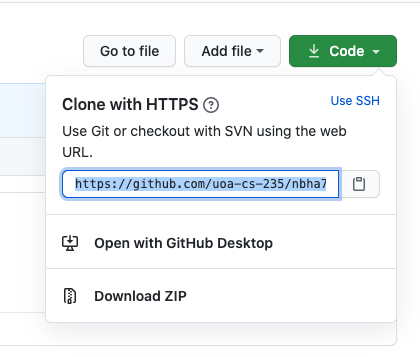 Go to file
Add file
Code
Clone with HTTPS
Use SSH
Use Git or checkout with SVN using the web
URL.
https://github.com/uoa-cs-235/nbha7
Open with GitHub Desktop
Download ZIP